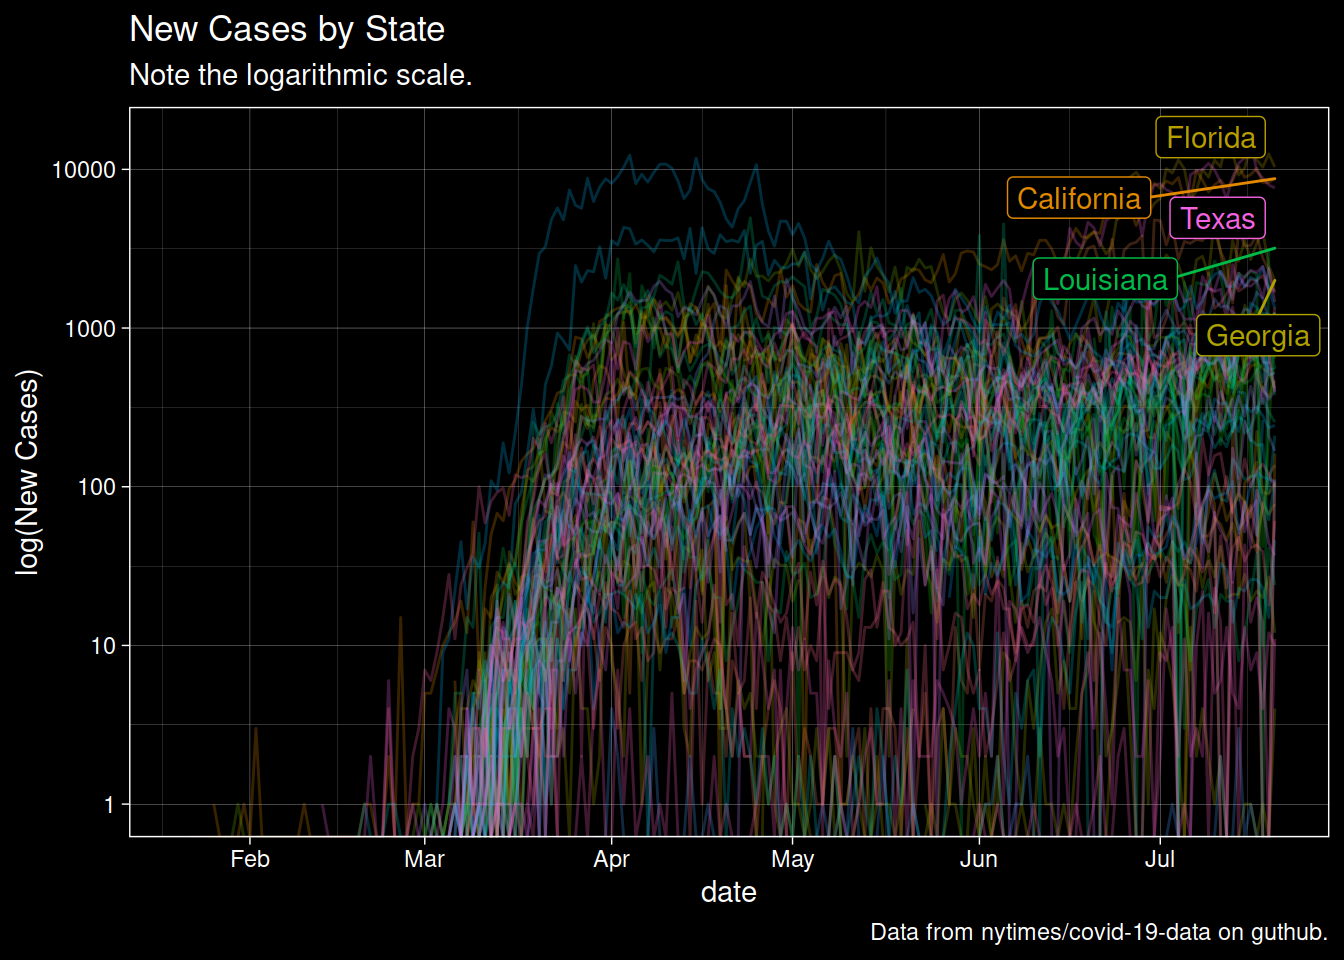 New Cases by State
Note the logarithmic scale.
log(New Cases)
10000
1000
100
10
1
Florida
California
Texas
Louisiana
Georgia
Feb
Mar
Apr
May
Jun
Jul
date
Data from nytimes/covid-19-data on guthub.